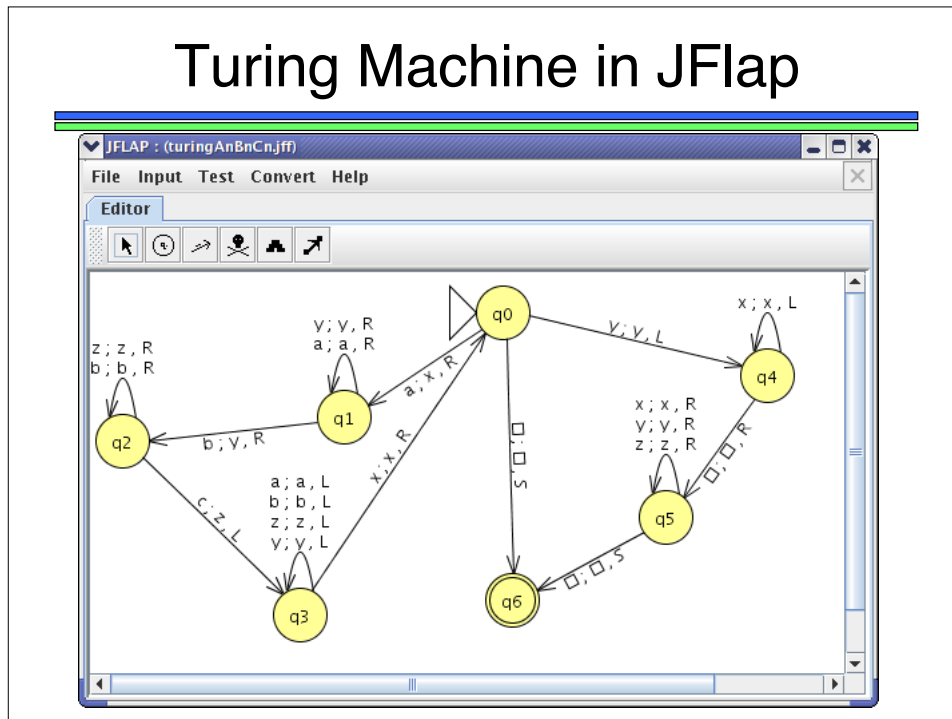 Turing Machine in JFlap
JFLAP : (turingAnBnCn.jff)
File Input Test Convert Help
Editor
q
q0
y ; y , L
x ; x , L
q4
y ; y , R
a ; a , R
a ; x , R
q1
z ; z , R
b ; b , R
q2
b ; y , R
x ; x , R
□ ; □ , S
x ; x , R
y ; y , R
z ; z , R
□ ; □ , R
q5
c ; z , L
a ; a , L
b ; b , L
z ; z , L
y ; y , L
q3
□ ; □ , S
q6